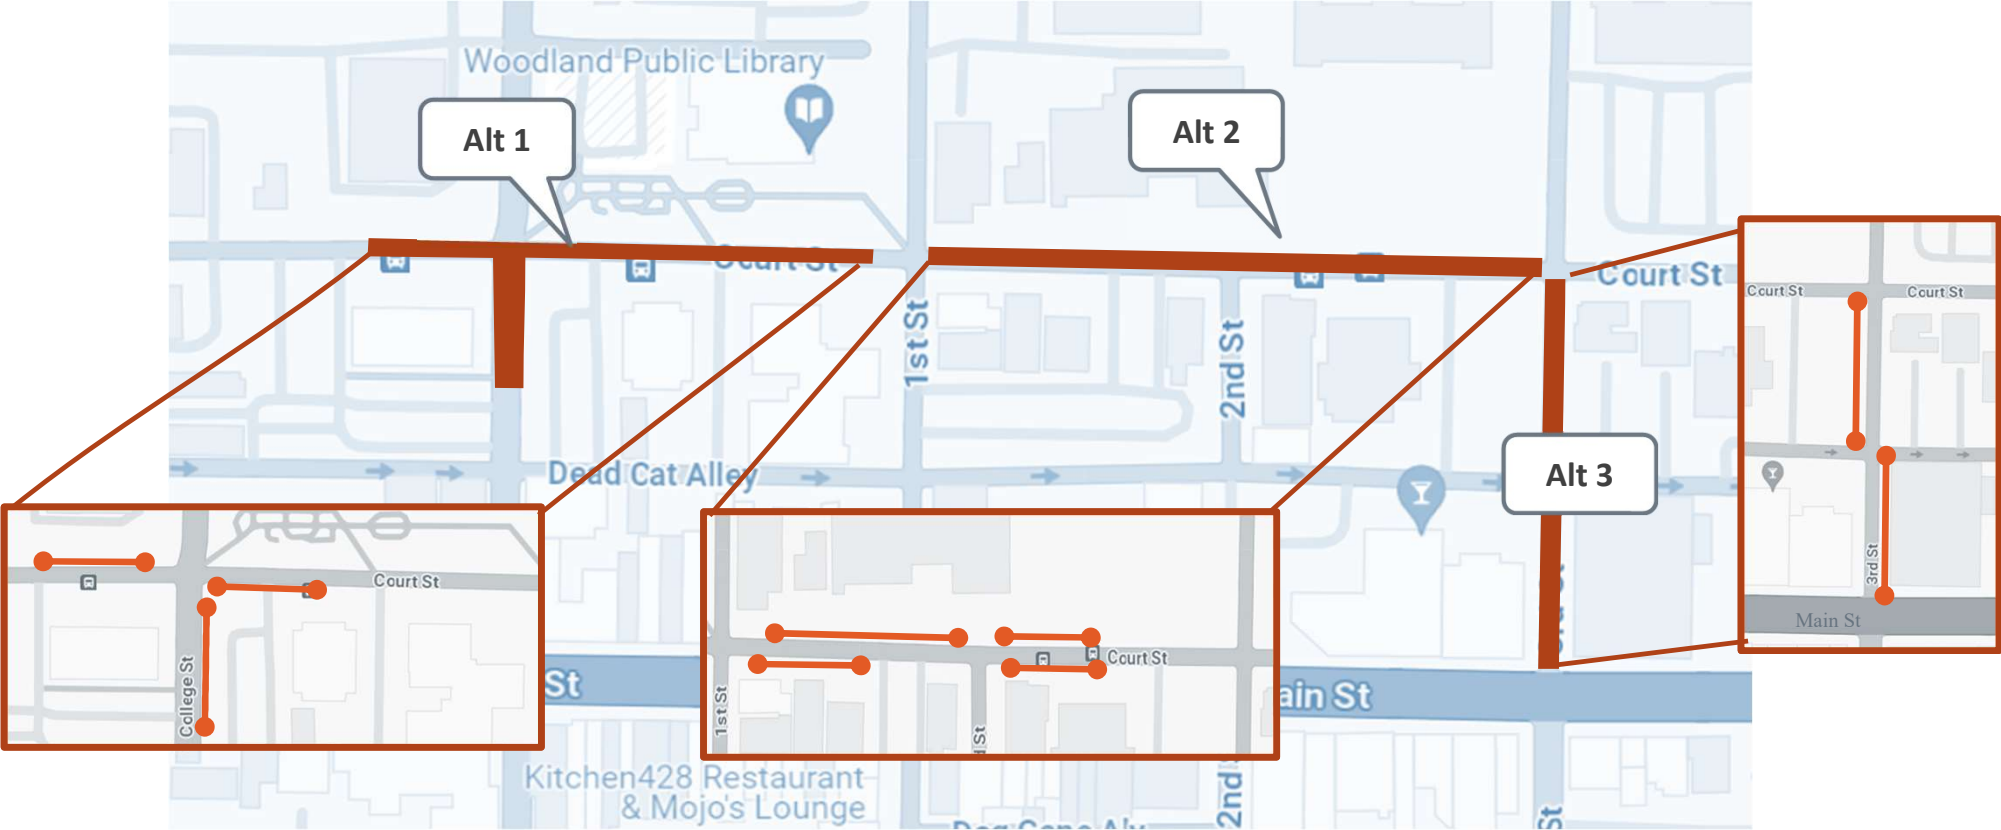 Woodland Public Library
Alt 1
Alt 2
Court St
Court St
1st St
2nd St
Dead Cat Alley
Alt 3
St
ain St
Kitchen428 Restaurant
& Mojo's Lounge
2nd
St
Court St
College St
Court St
1st St
St
Court St
Court St
3rd St
Main St